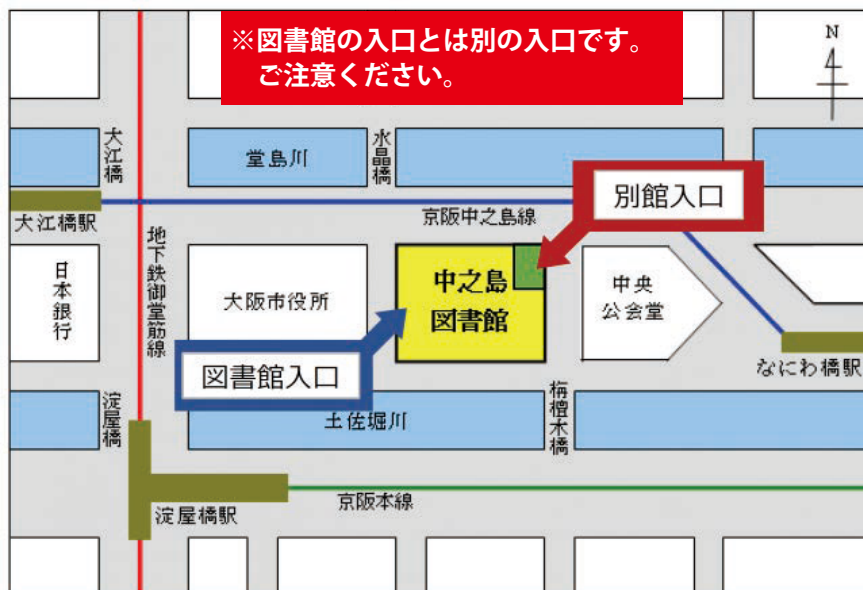 ※図書館の入口とは別の入口です。
ご注意ください。
N
大江橋
堂島川
水晶橋
別館入口
大江橋駅
京阪中之島線
地下鉄御堂筋線
日本銀行
大阪市役所
中之島
図書館
中央
公会堂
図書館入口
なにわ橋駅
淀屋橋
土佐堀川
栴檀木橋
京阪本線
淀屋橋駅